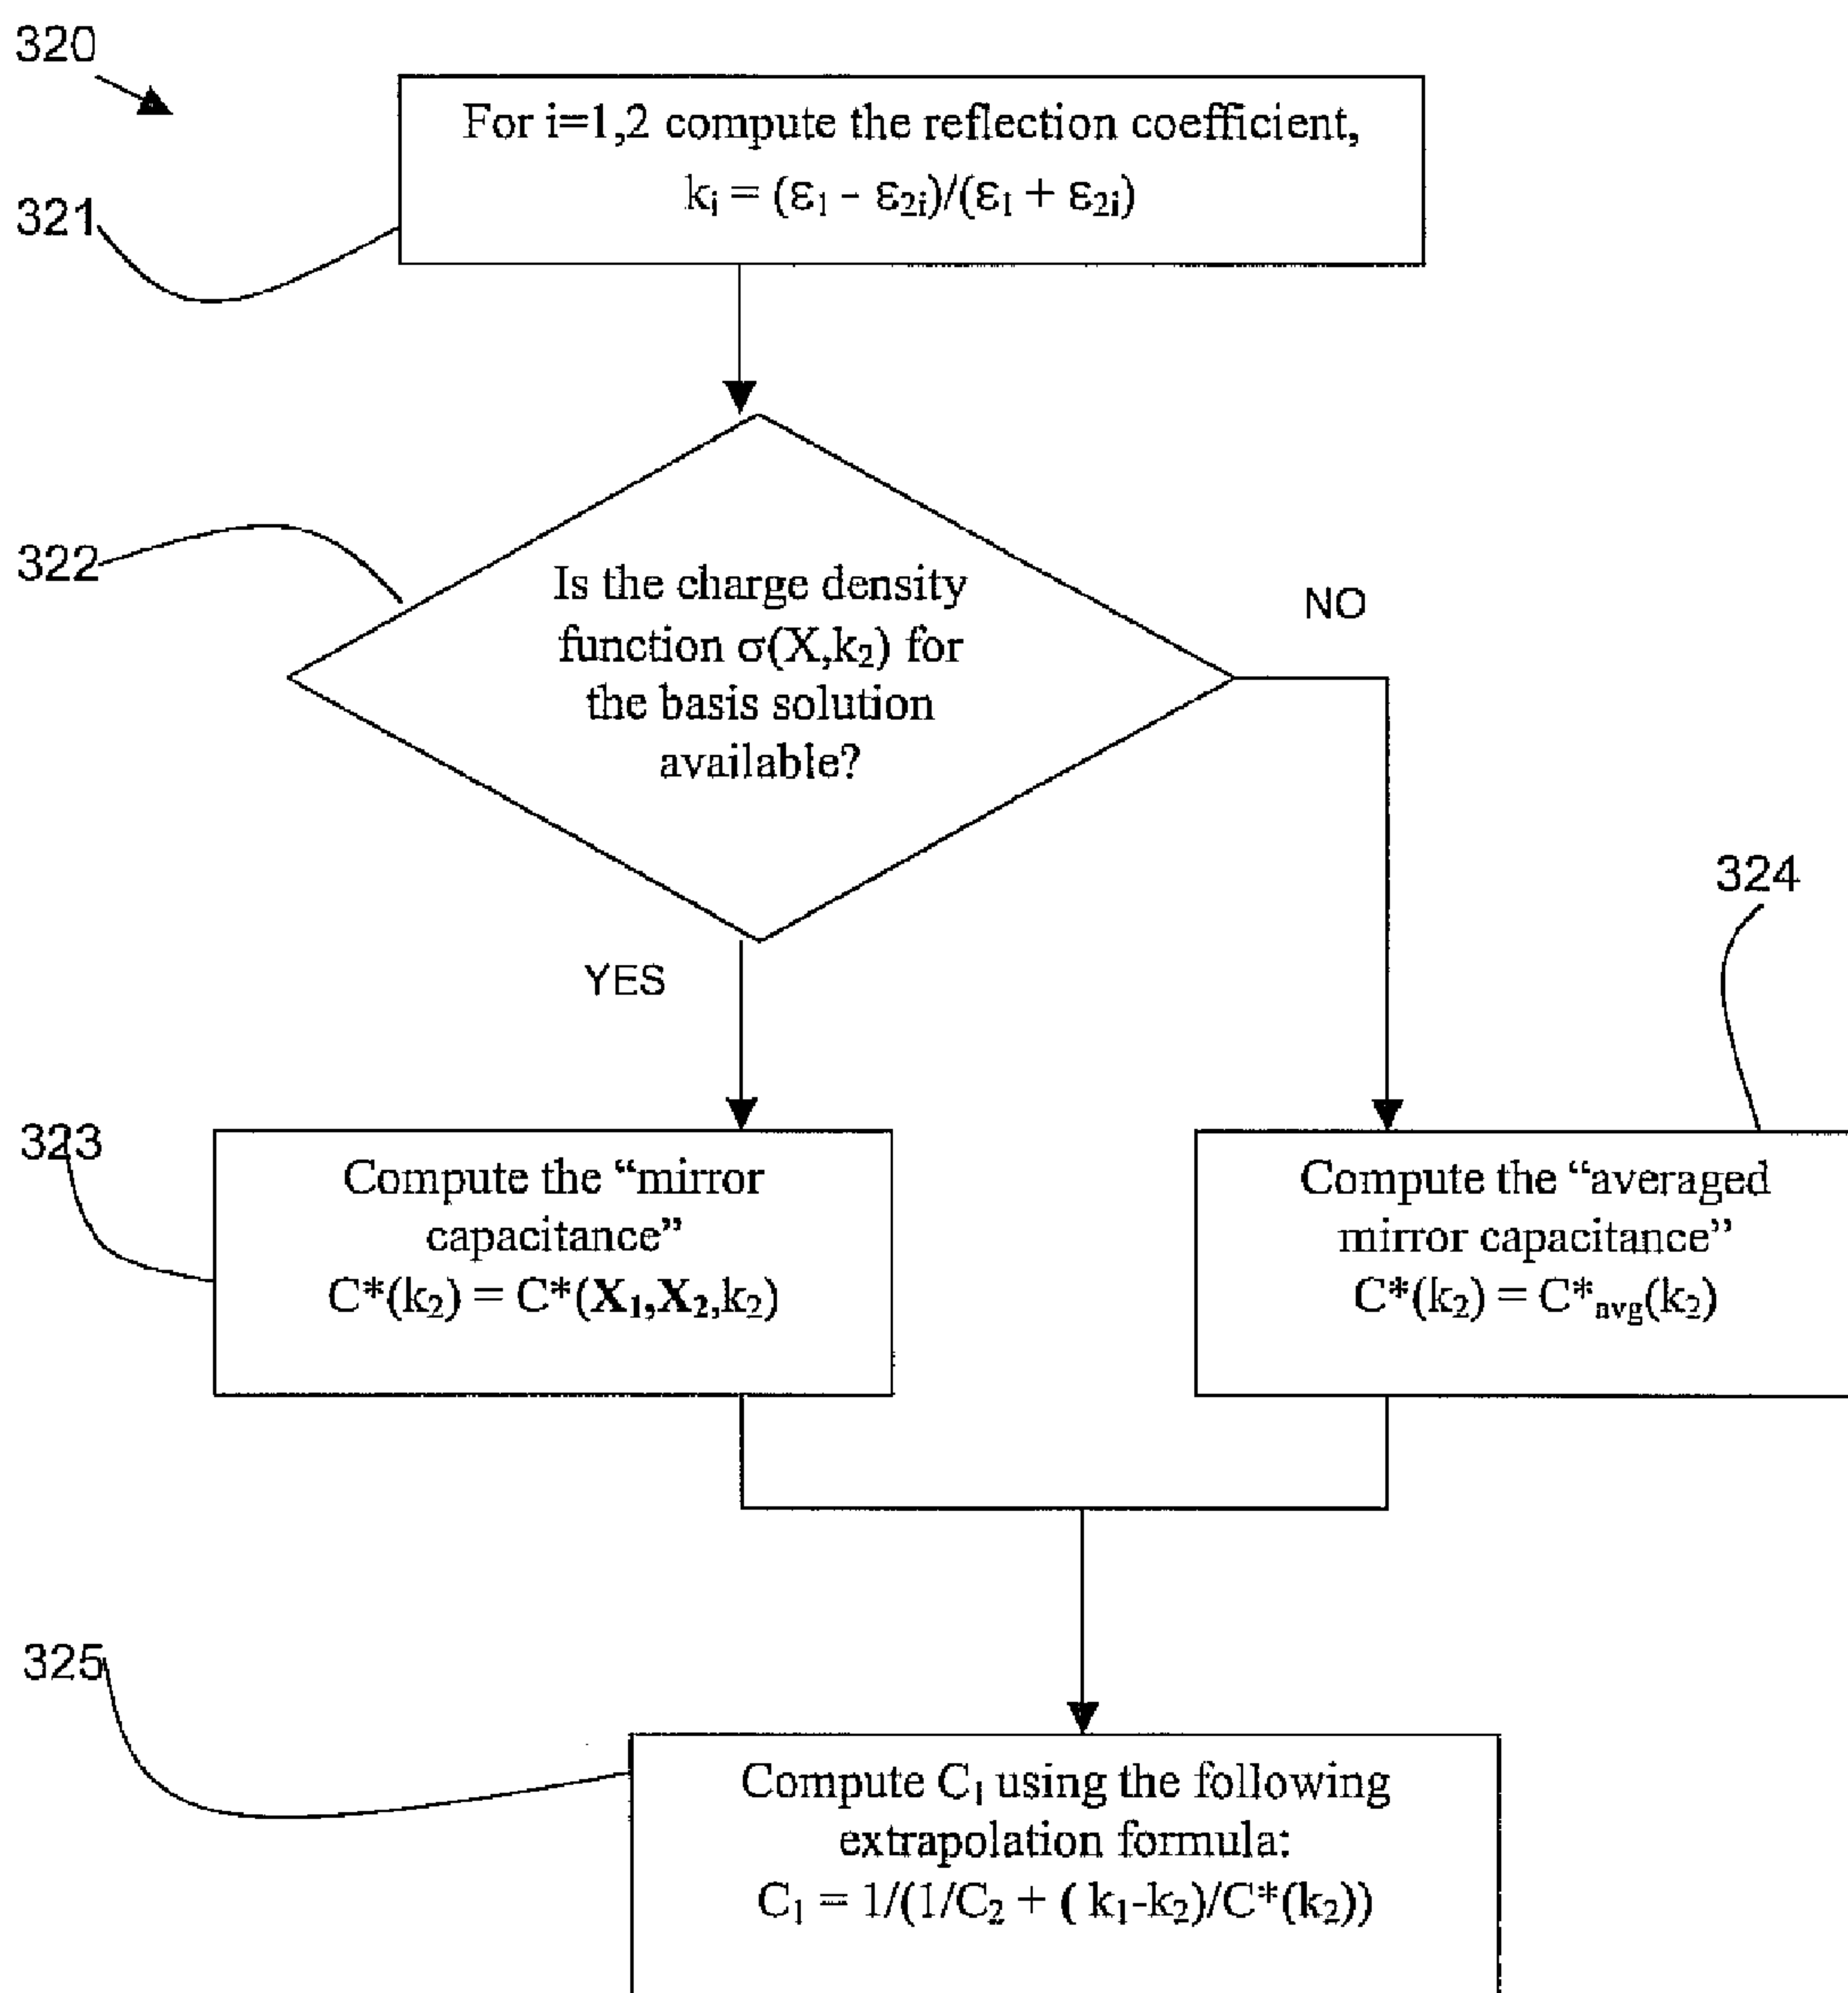 320
For i=1,2 compute the reflection coefficient,
kᵢ = (ε₁ - ε₂ᵢ)/(ε₁ + ε₂ᵢ)
321
322
Is the charge density
function σ(X,k₂) for
the basis solution
available?
NO
YES
324
323
Compute the “mirror
capacitance”
C*(k₂) = C*(X₁,X₂,k₂)
Compute the “averaged
mirror capacitance”
C*(k₂) = C*avg(k₂)
325
Compute C₁ using the following
extrapolation formula:
C₁ = 1/(1/C₂ + ( k₁-k₂)/C*(k₂))